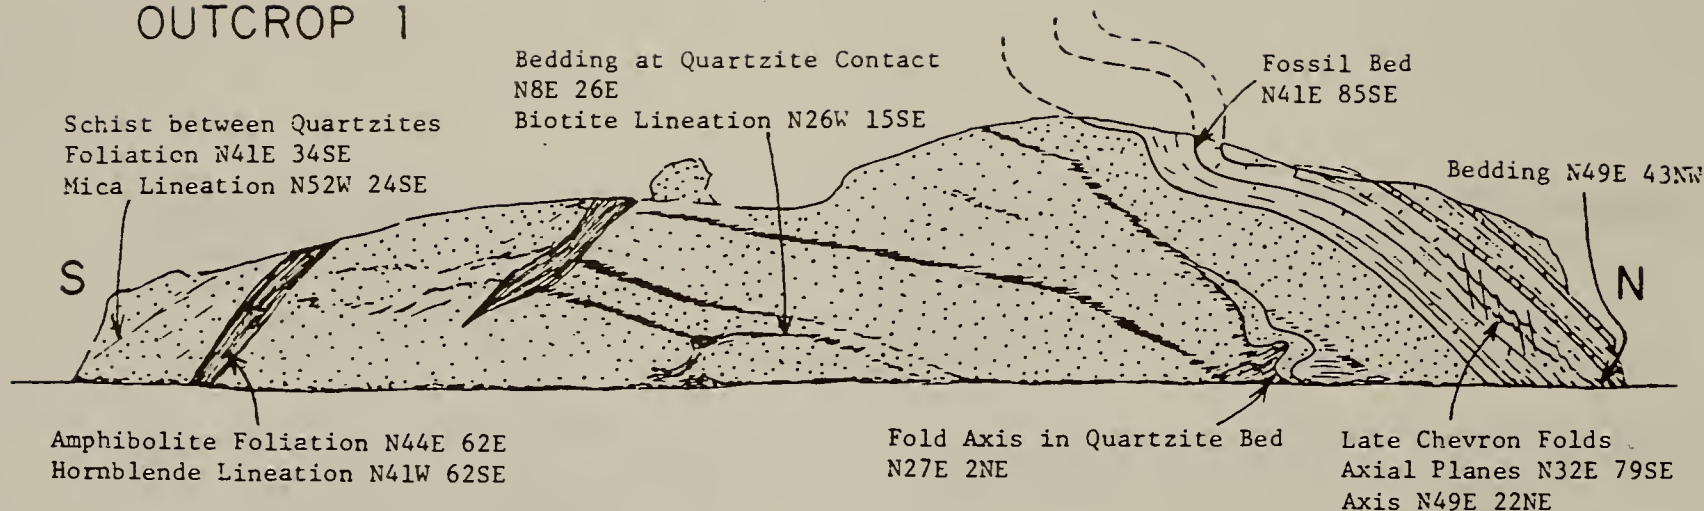 OUTCROP 1
Bedding at Quartzite Contact
N8E 26E
Biotite Lineation N26W 15SE
Fossil Bed
N41E 85SE
Schist between Quartzites
Foliation N41E 34SE
Mica Lineation N52W 24SE
Bedding N49E 43NW
S
N
Amphibolite Foliation N44E 62E
Hornblende Lineation N41W 62SE
Fold Axis in Quartzite Bed
N27E 2NE
Late Chevron Folds
Axial Planes N32E 79SE
Axis N49E 22NE